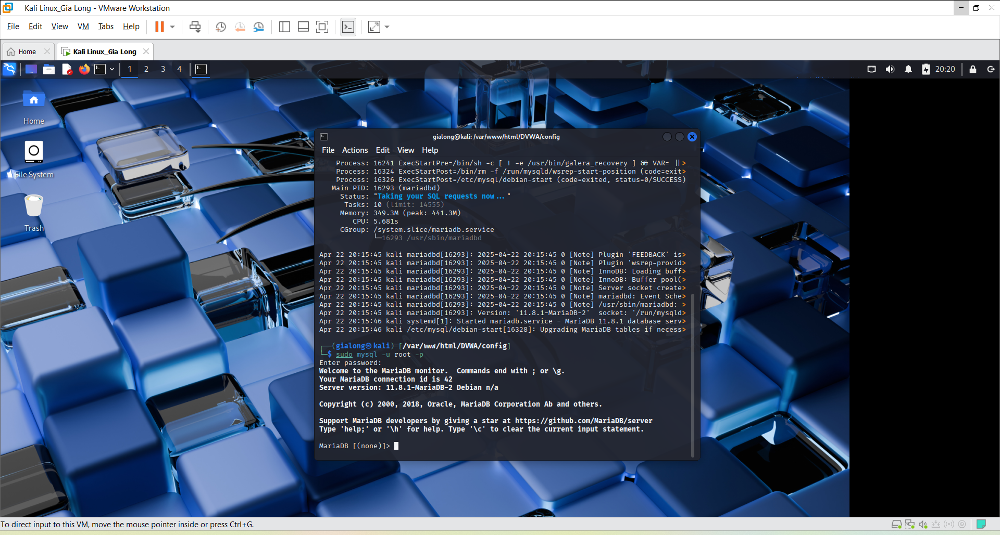 Kali Linux_Gia Long - VMware Workstation
File Edit View VM Tabs Help
Home Kali Linux_Gia Long
1 2 3 4 20:20
Home
File System
Trash
gialong@kali: /var/www/html/DVWA/config
File Actions Edit View Help
Process: 16241 ExecStartPre=/bin/sh -c [ ! -e /usr/bin/galera_recovery ] && VAR= ||>
Process: 16324 ExecStartPost=/bin/rm -f /run/mysqld/wsrep-start-position (code=exit>
Process: 16326 ExecStartPost=/etc/mysql/debian-start (code=exited, status=0/SUCCESS)
Main PID: 16293 (mariadbd)
Status: "Taking your SQL requests now..."
Tasks: 10 (limit: 14555)
Memory: 349.3M (peak: 441.3M)
CPU: 5.681s
CGroup: /system.slice/mariadb.service
└─16293 /usr/sbin/mariadbd
Apr 22 20:15:45 kali mariadbd[16293]: 2025-04-22 20:15:45 0 [Note] Plugin 'FEEDBACK' is>
Apr 22 20:15:45 kali mariadbd[16293]: 2025-04-22 20:15:45 0 [Note] Plugin 'wsrep-provid>
Apr 22 20:15:45 kali mariadbd[16293]: 2025-04-22 20:15:45 0 [Note] InnoDB: Loading buff>
Apr 22 20:15:45 kali mariadbd[16293]: 2025-04-22 20:15:45 0 [Note] InnoDB: Buffer pool(>
Apr 22 20:15:45 kali mariadbd[16293]: 2025-04-22 20:15:45 0 [Note] Server socket create>
Apr 22 20:15:45 kali mariadbd[16293]: 2025-04-22 20:15:45 0 [Note] mariadbd: Event Sche>
Apr 22 20:15:45 kali mariadbd[16293]: 2025-04-22 20:15:45 0 [Note] /usr/sbin/mariadbd: >
Apr 22 20:15:45 kali mariadbd[16293]: Version: '11.8.1-MariaDB-2'  socket: '/run/mysqld>
Apr 22 20:15:46 kali systemd[1]: Started mariadb.service - MariaDB 11.8.1 database serv>
Apr 22 20:15:46 kali /etc/mysql/debian-start[16328]: Upgrading MariaDB tables if necess>
┌──(gialong㉿kali)-[/var/www/html/DVWA/config]
└─$ sudo mysql -u root -p
Enter password:
Welcome to the MariaDB monitor.  Commands end with ; or \g.
Your MariaDB connection id is 42
Server version: 11.8.1-MariaDB-2 Debian n/a
Copyright (c) 2000, 2018, Oracle, MariaDB Corporation Ab and others.
Support MariaDB developers by giving a star at https://github.com/MariaDB/server
Type 'help;' or '\h' for help. Type '\c' to clear the current input statement.
MariaDB [(none)]>
To direct input to this VM, move the mouse pointer inside or press Ctrl+G.